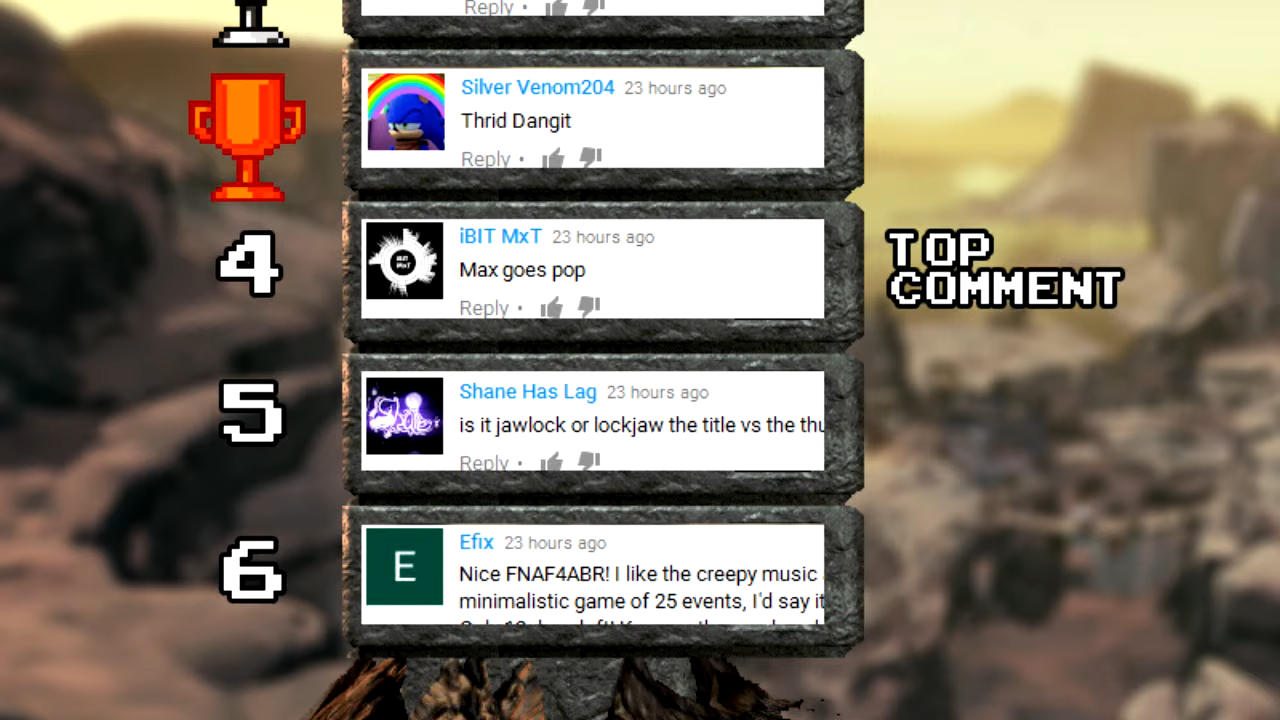 Reply •
Silver Venom204 23 hours ago
Thrid Dangit
Reply •
4
iBIT MxT 23 hours ago
Max goes pop
Reply •
TOP
COMMENT
5
Shane Has Lag 23 hours ago
is it jawlock or lockjaw the title vs the thu
Reply •
6
E
Efix 23 hours ago
Nice FNAF4ABR! I like the creepy music
minimalistic game of 25 events, I'd say it